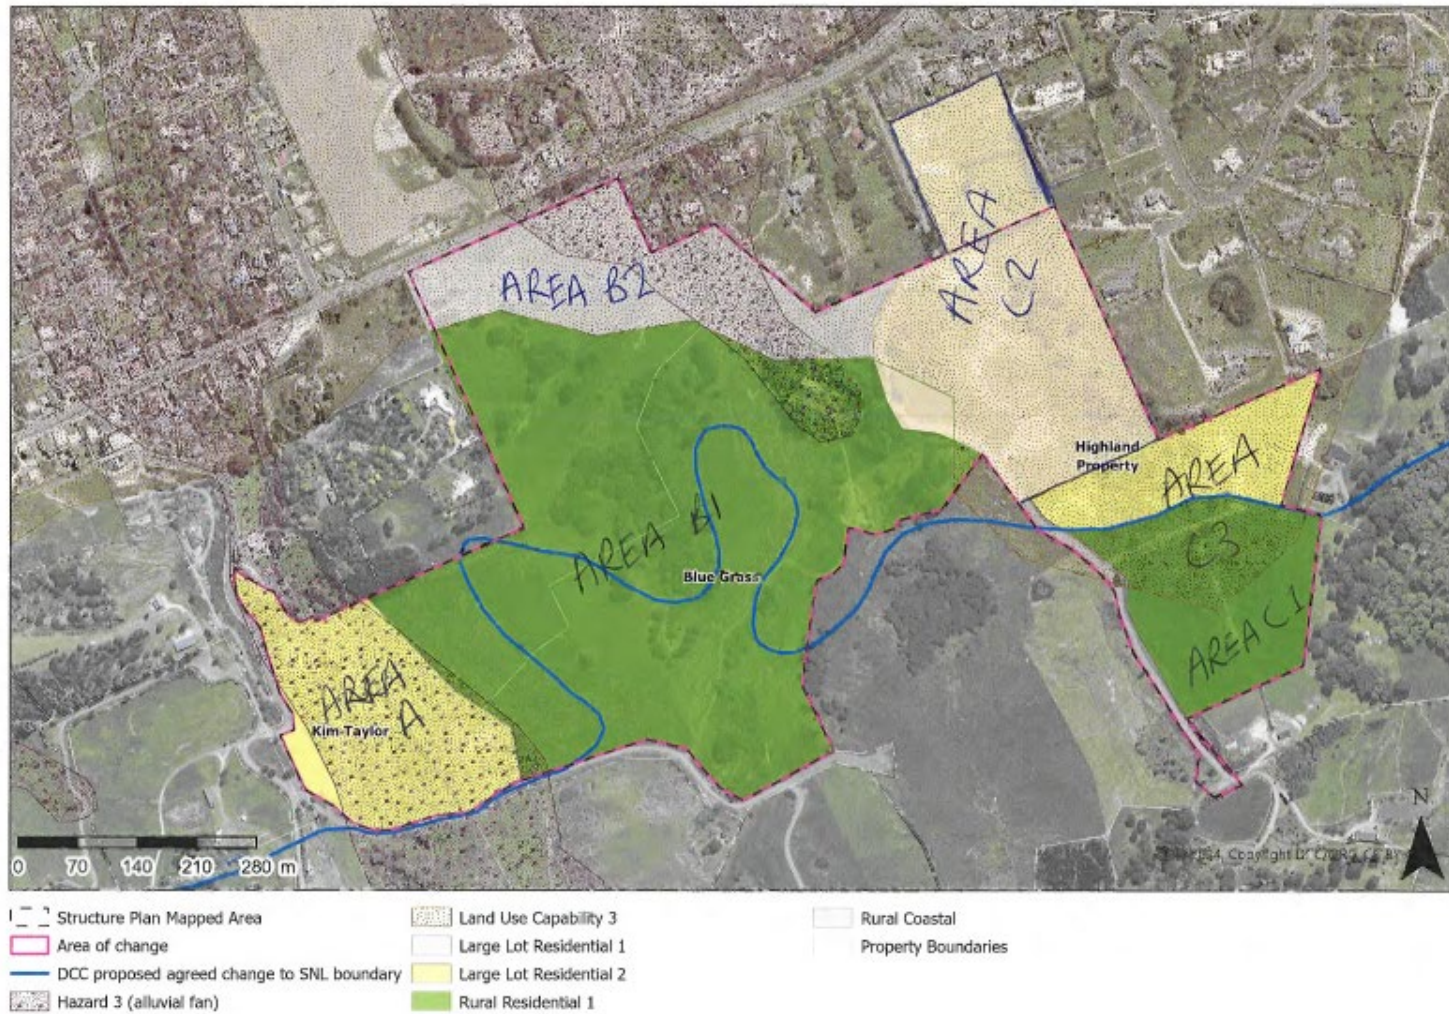 AREA B2
AREA
C2
Highland
Property
AREA
C3
AREA B1
Blue Grass
AREA C1
AREA
A
Kim Taylor
N
0 70 140 210 280 m
Structure Plan Mapped Area
Area of change
DCC proposed agreed change to SNL boundary
Hazard 3 (alluvial fan)
Land Use Capability 3
Large Lot Residential 1
Large Lot Residential 2
Rural Residential 1
Rural Coastal
Property Boundaries